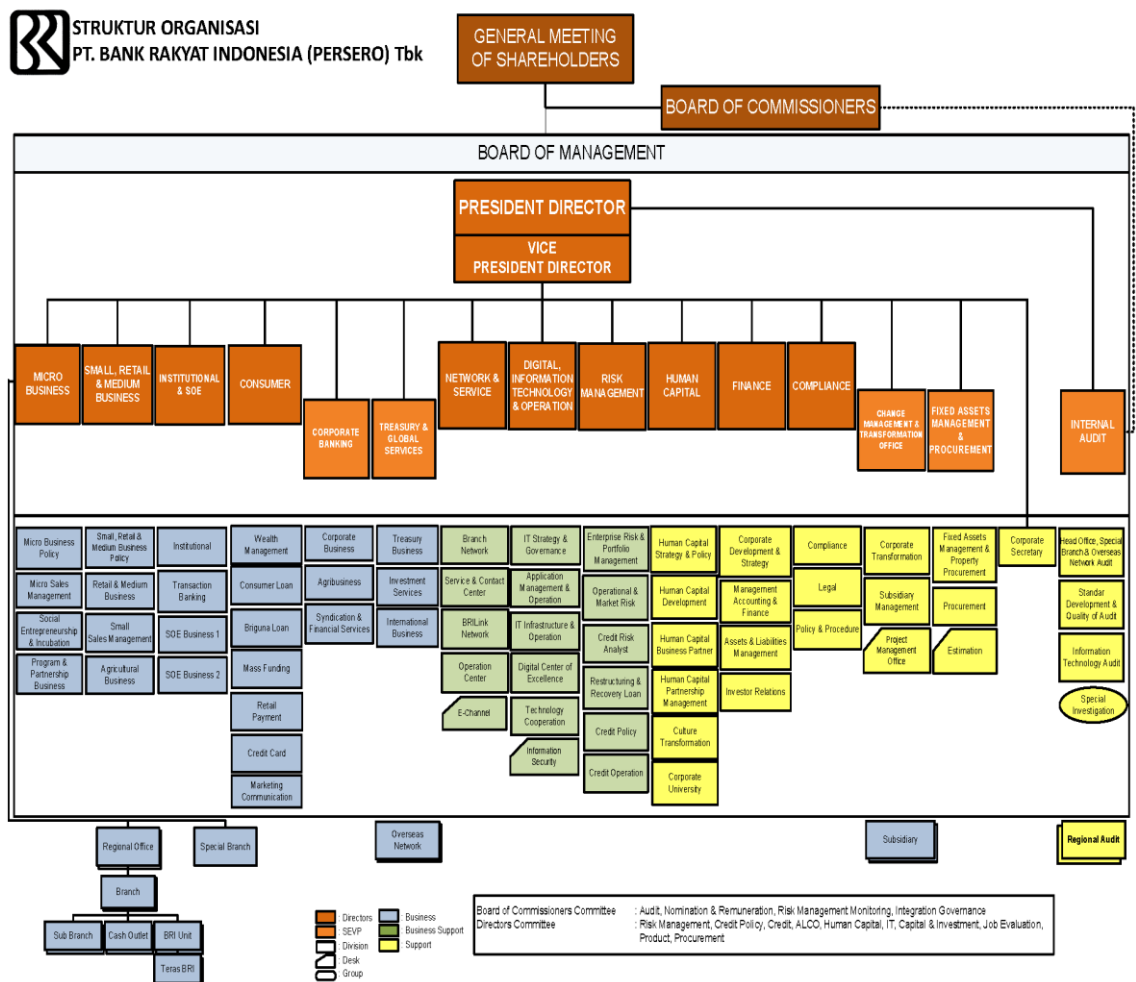 STRUKTUR ORGANISASI
PT. BANK RAKYAT INDONESIA (PERSERO) Tbk
GENERAL MEETING
OF SHAREHOLDERS
BOARD OF COMMISSIONERS
BOARD OF MANAGEMENT
PRESIDENT DIRECTOR
VICE
PRESIDENT DIRECTOR
MICRO
BUSINESS
SMALL, RETAIL
& MEDIUM
BUSINESS
INSTITUTIONAL
& SOE
CONSUMER
CORPORATE
BANKING
TREASURY &
GLOBAL
SERVICES
NETWORK &
SERVICE
DIGITAL,
INFORMATION
TECHNOLOGY
& OPERATION
RISK
MANAGEMENT
HUMAN
CAPITAL
FINANCE
COMPLIANCE
CHANGE
MANAGEMENT &
TRANSFORMATION
OFFICE
FIXED ASSETS
MANAGEMENT
&
PROCUREMENT
INTERNAL
AUDIT
Micro Business
Policy
Micro Sales
Management
Social
Entrepreneurship
& Incubation
Program &
Partnership
Business
Small, Retail &
Medium Business
Policy
Retail & Medium
Business
Small
Sales Management
Agricultural
Business
Institutional
Transaction
Banking
SOE Business 1
SOE Business 2
Wealth
Management
Consumer Loan
Briguna Loan
Mass Funding
Retail
Payment
Credit Card
Marketing
Communication
Corporate
Business
Agribusiness
Syndication &
Financial Services
Treasury
Business
Investment
Services
International
Business
Branch
Network
Service & Contact
Center
BRILink
Network
Operation
Center
E-Channel
IT Strategy &
Governance
Application
Management &
Operation
IT Infrastructure &
Operation
Digital Center of
Excellence
Technology
Cooperation
Information
Security
Enterprise Risk &
Portfolio
Management
Operational &
Market Risk
Credit Risk
Analyst
Restructuring &
Recovery Loan
Credit Policy
Credit Operation
Human Capital
Strategy & Policy
Human Capital
Development
Human Capital
Business Partner
Human Capital
Partnership
Management
Culture
Transformation
Corporate
University
Corporate
Development &
Strategy
Management
Accounting &
Finance
Assets & Liabilities
Management
Investor Relations
Compliance
Legal
Policy & Procedure
Corporate
Transformation
Subsidiary
Management
Project
Management
Office
Fixed Assets
Management &
Property
Procurement
Procurement
Estimation
Corporate
Secretary
Head Office, Special
Branch & Overseas
Network Audit
Standar
Development &
Quality of Audit
Information
Technology Audit
Special
Investigation
Regional Office
Special Branch
Overseas
Network
Subsidiary
Regional Audit
Branch
Sub Branch
Cash Outlet
BRI Unit
Teras BRI
: Directors
: SEVP
: Division
: Desk
: Group
: Business
: Business Support
: Support
Board of Commissioners Committee : Audit, Nomination & Remuneration, Risk Management Monitoring, Integration Governance
Directors Committee : Risk Management, Credit Policy, Credit, ALCO, Human Capital, IT, Capital & Investment, Job Evaluation,
Product, Procurement